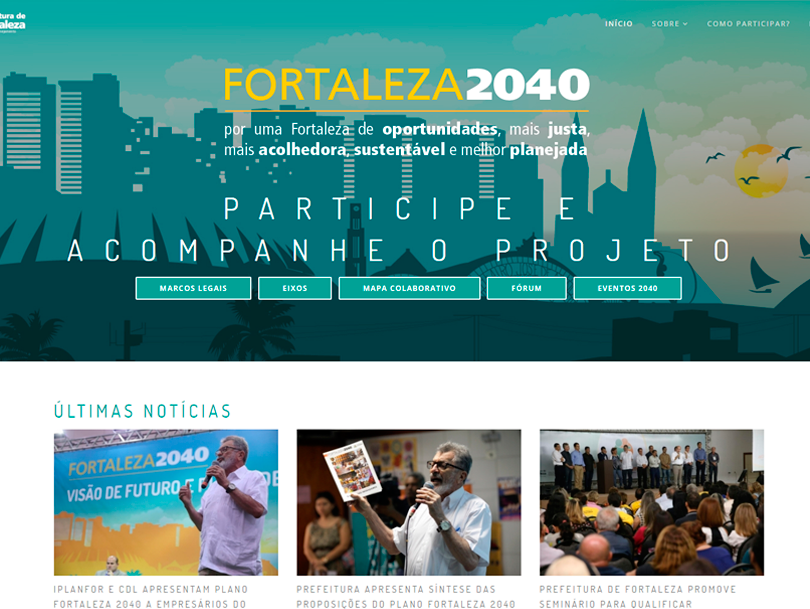 tura de
aleza
INÍCIO SOBRE COMO PARTICIPAR?
FORTALEZA2040
por uma Fortaleza de oportunidades, mais justa,
mais acolhedora, sustentável e melhor planejada
PARTICIPE E
ACOMPANHE O PROJETO
MARCOS LEGAIS EIXOS MAPA COLABORATIVO FÓRUM EVENTOS 2040
ÚLTIMAS NOTÍCIAS
FORTALEZA2040
VISÃO DE FUTURO E
IPLANFOR E CDL APRESENTAM PLANO
FORTALEZA 2040 A EMPRESÁRIOS DO
PREFEITURA APRESENTA SÍNTESE DAS
PROPOSIÇÕES DO PLANO FORTALEZA 2040
PREFEITURA DE FORTALEZA PROMOVE
SEMINÁRIO PARA QUALIFICAR